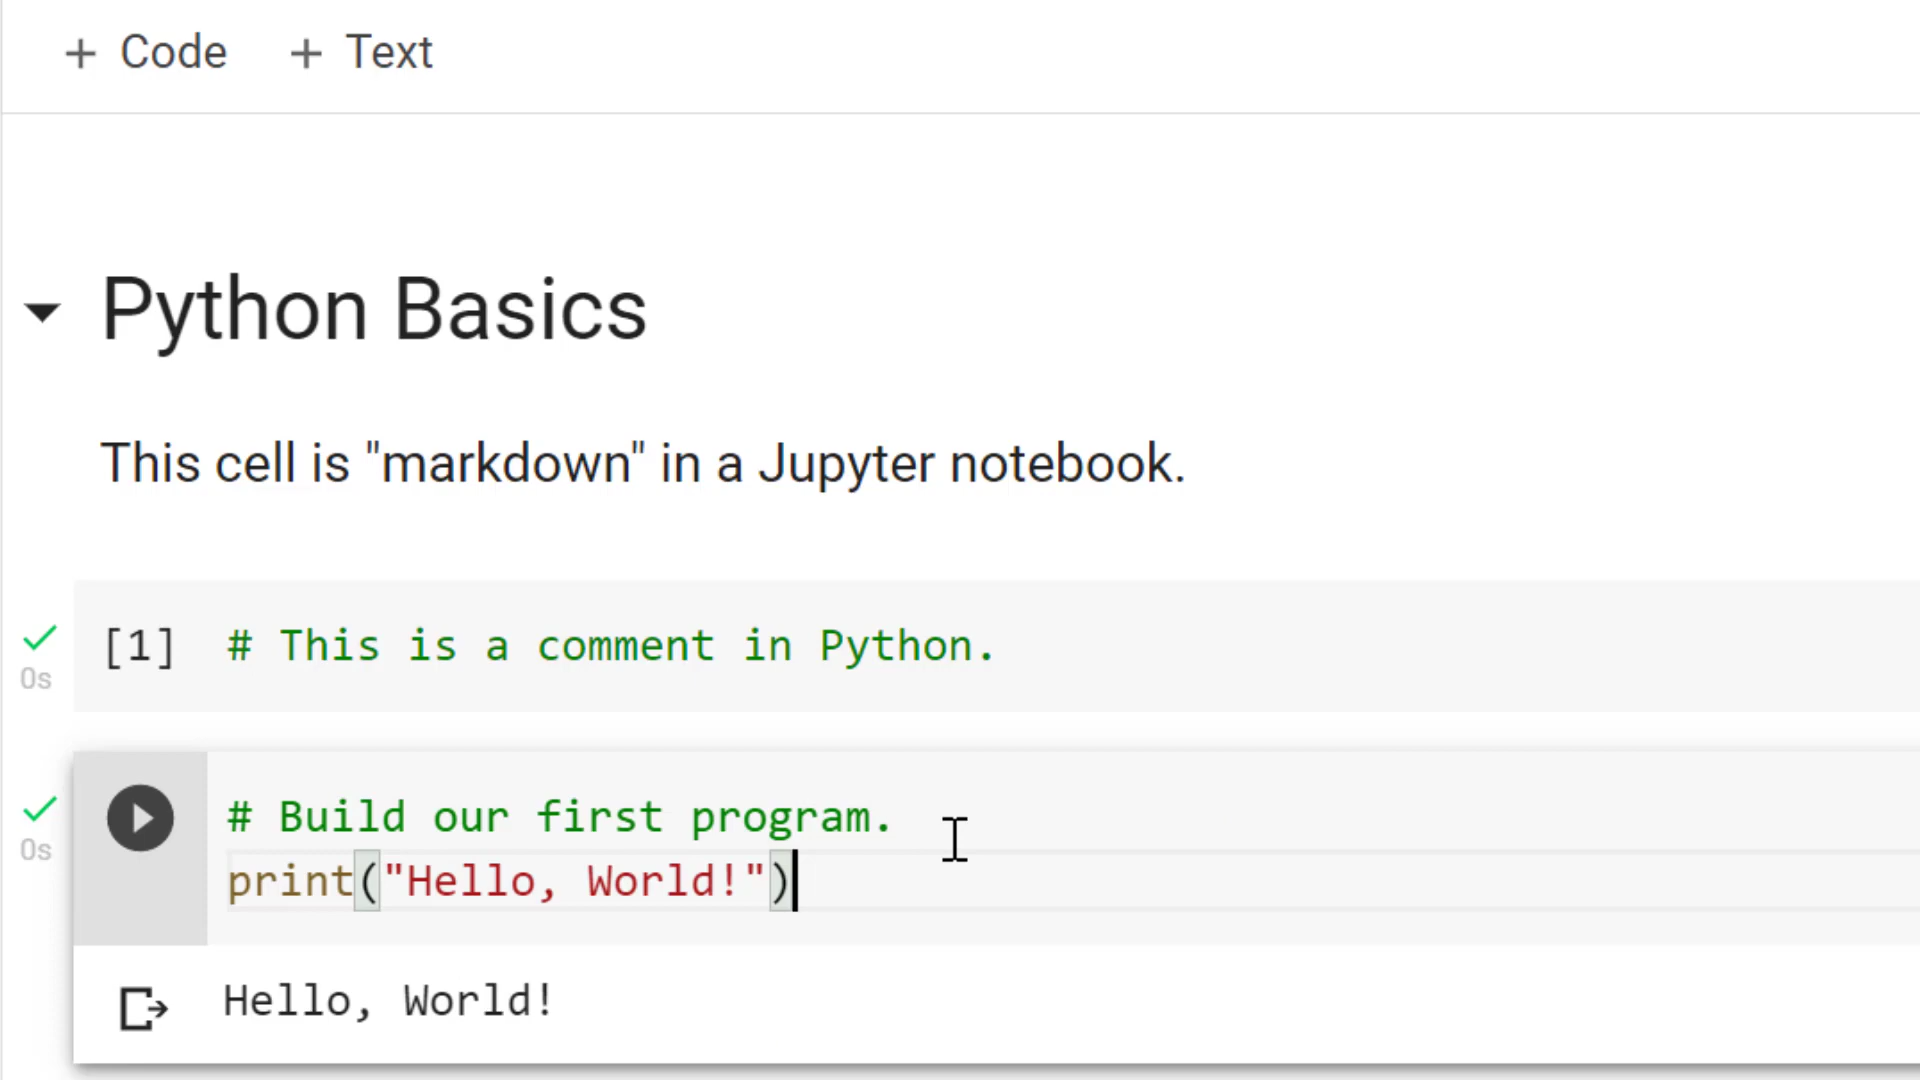 + Code + Text
Python Basics
This cell is "markdown" in a Jupyter notebook.
[1] # This is a comment in Python.
0s
# Build our first program.
0s
print("Hello, World!")
Hello, World!